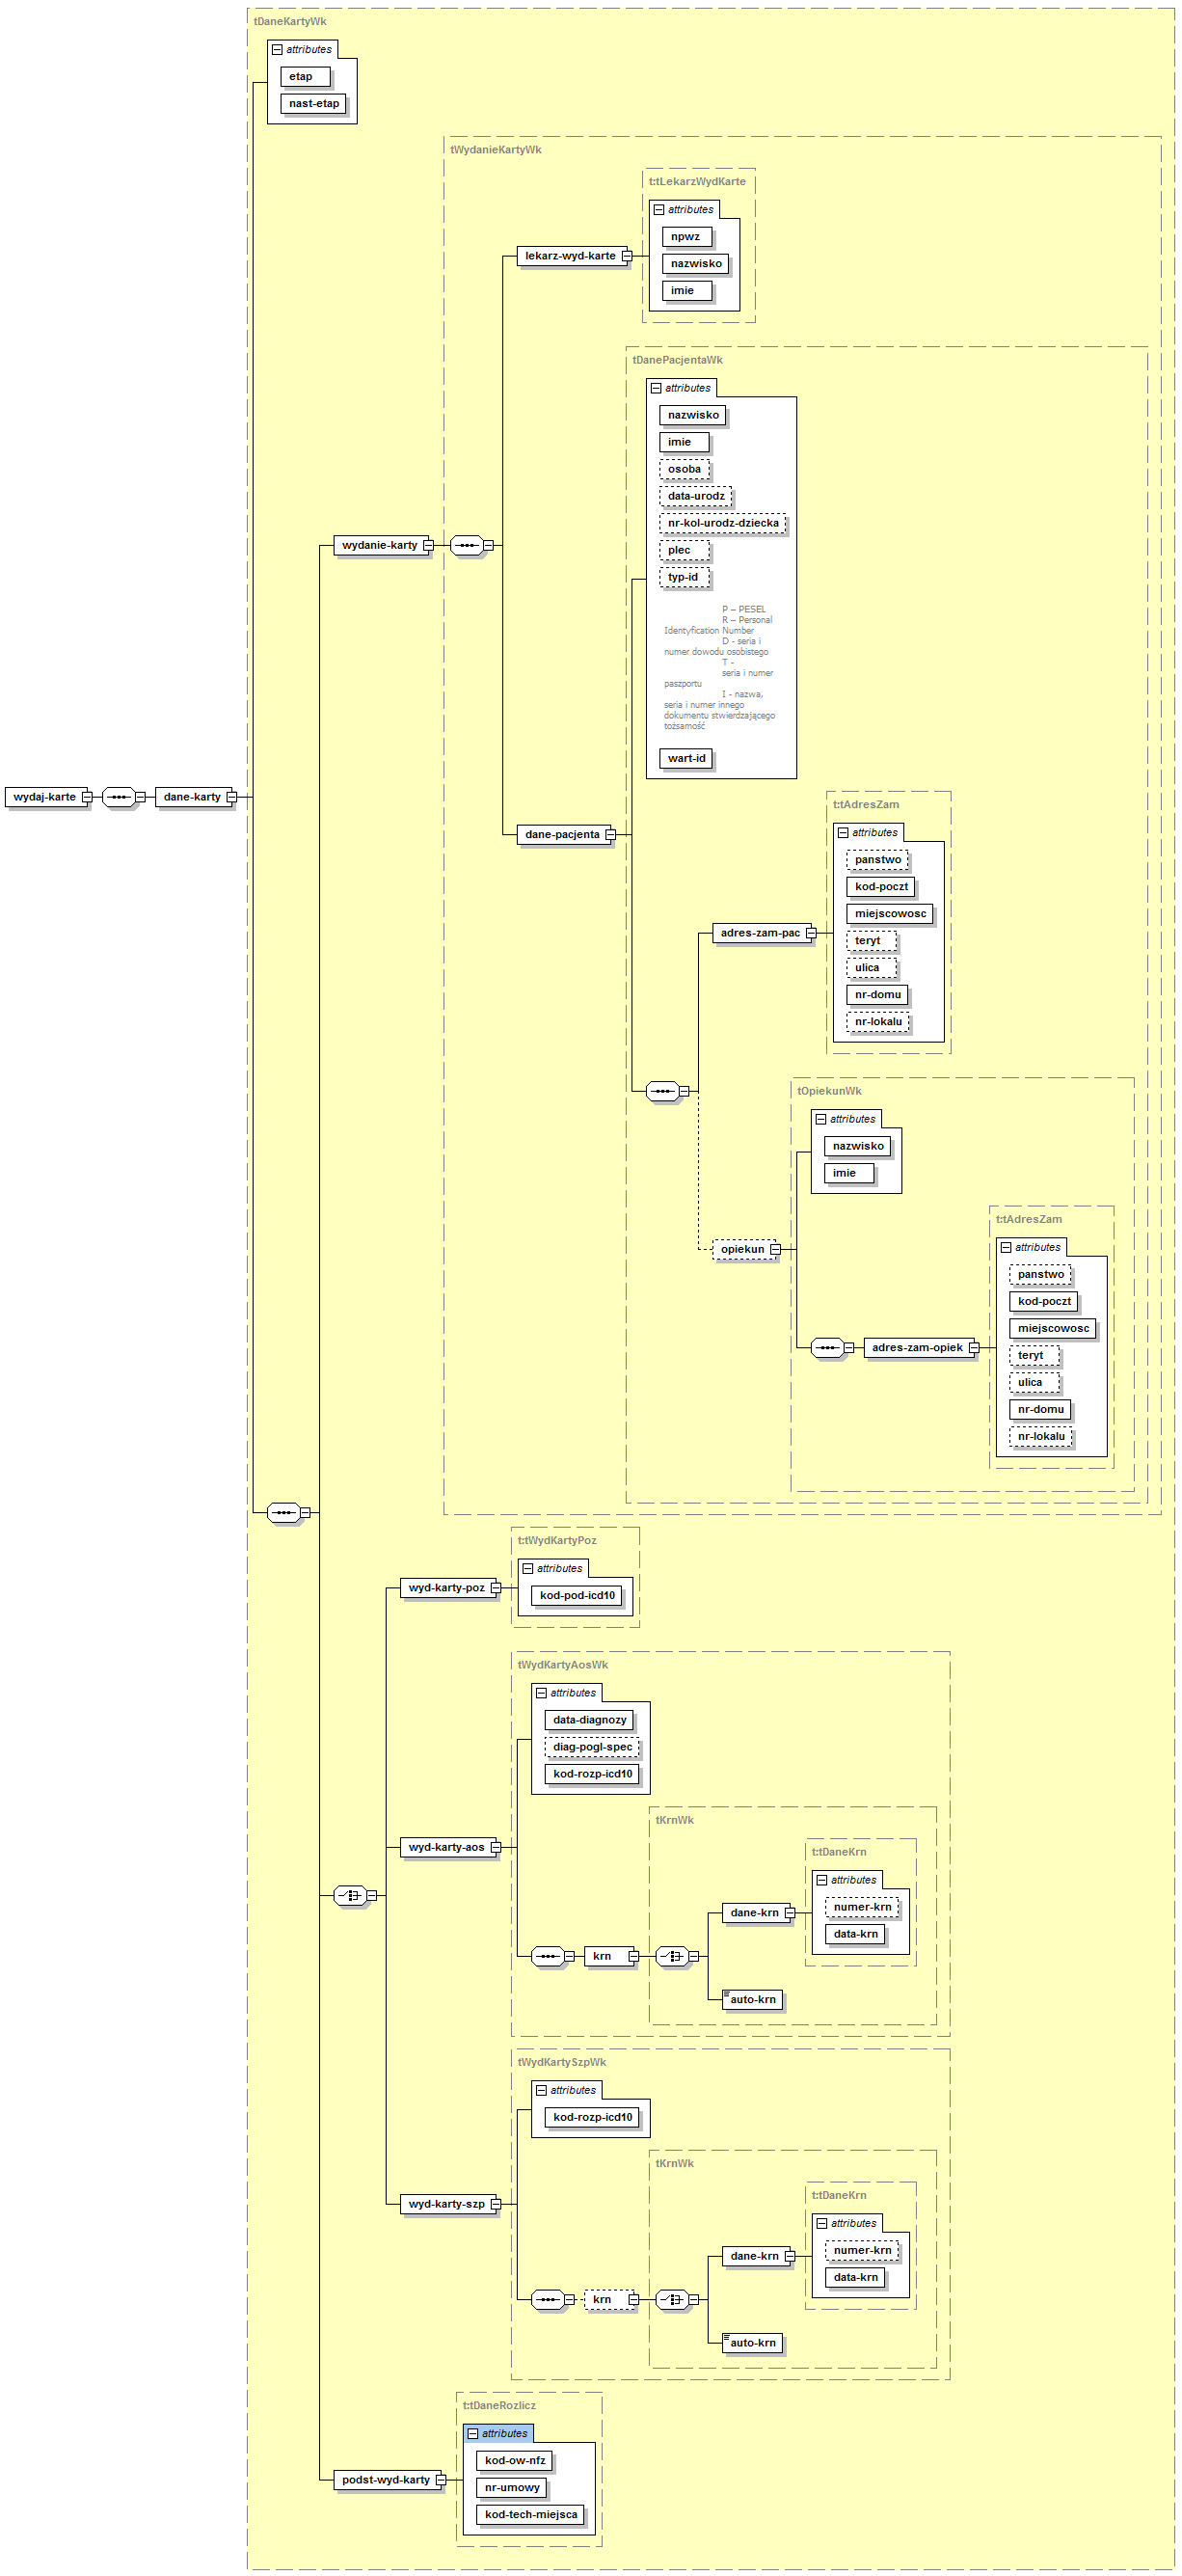 tDaneKartyWk
attributes
etap
nast-etap
tWydanieKartyWk
t:tLekarzWydKarte
attributes
npwz
nazwisko
imie
lekarz-wyd-karte
tDanePacjentaWk
attributes
nazwisko
imie
osoba
data-urodz
nr-kol-urodz-dziecka
plec
typ-id
P – PESEL
R – Personal
Identyfication Number
D - seria i
numer dowodu osobistego
T -
seria i numer
paszportu
I - nazwa,
seria i numer innego
dokumentu stwierdzającego
tożsamość
wart-id
wydanie-karty
wydaj-karte
dane-karty
dane-pacjenta
t:tAdresZam
attributes
panstwo
kod-poczt
miejscowosc
teryt
ulica
nr-domu
nr-lokalu
adres-zam-pac
tOpiekunWk
attributes
nazwisko
imie
opiekun
t:tAdresZam
attributes
panstwo
kod-poczt
miejscowosc
teryt
ulica
nr-domu
nr-lokalu
adres-zam-opiek
t:tWydKartyPoz
attributes
kod-pod-icd10
wyd-karty-poz
tWydKartyAosWk
attributes
data-diagnozy
diag-pogl-spec
kod-rozp-icd10
wyd-karty-aos
tKrnWk
t:tDaneKrn
attributes
numer-krn
data-krn
dane-krn
krn
auto-krn
tWydKartySzpWk
attributes
kod-rozp-icd10
wyd-karty-szp
tKrnWk
t:tDaneKrn
attributes
numer-krn
data-krn
dane-krn
krn
auto-krn
t:tDaneRozlicz
attributes
kod-ow-nfz
nr-umowy
kod-tech-miejsca
podst-wyd-karty